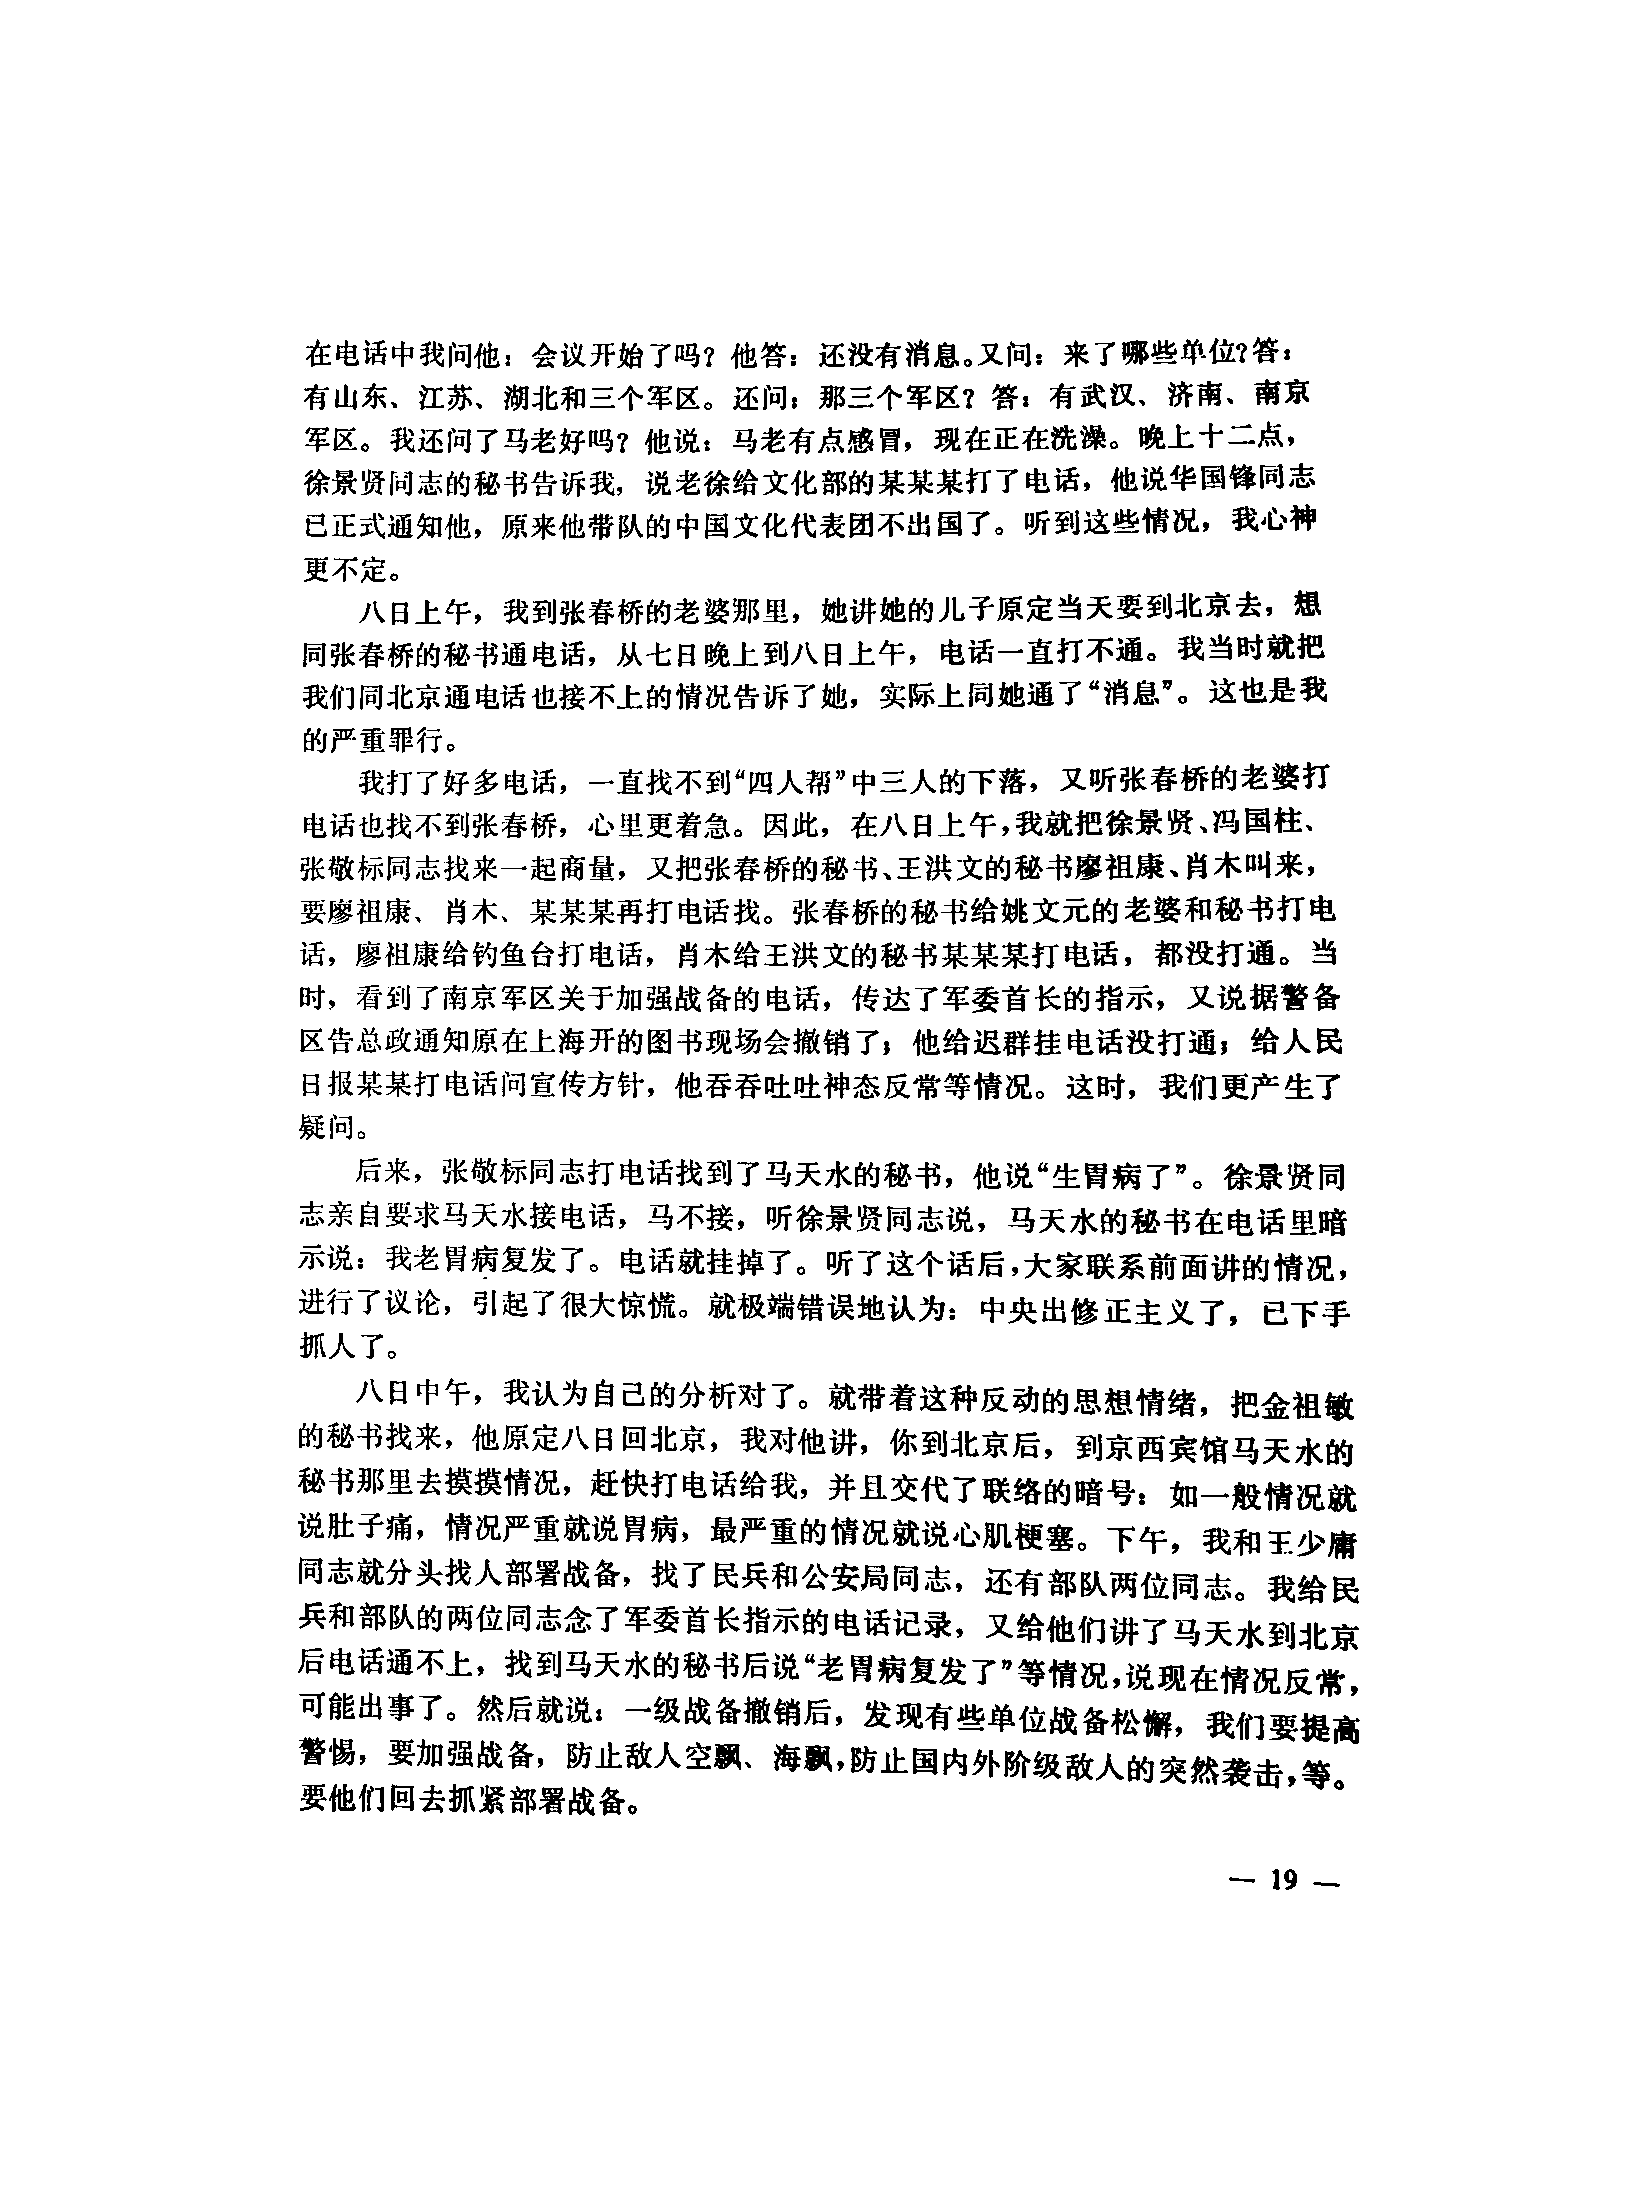 在电话中我问他：会议开始了吗？他答：还没有消息。又问：来了哪些单位？答：
有山东、江苏、湖北和三个军区。还问：那三个军区？答：有武汉、济南、南京
军区。我还问了马老好吗？他说：马老有点感冒，现在正在洗澡。晚上十二点，
徐景贤同志的秘书告诉我，说老徐给文化部的某某某打了电话，他说华国锋同志
已正式通知他，原来他带队的中国文化代表团不出国了。听到这些情况，我心神
更不定。
八日上午，我到张春桥的老婆那里，她讲她的儿子原定当天要到北京去，想
同张春桥的秘书通电话，从七日晚上到八日上午，电话一直打不通。我当时就把
我们同北京通电话也接不上的情况告诉了她，实际上同她通了“消息”。这也是我
的严重罪行。
我打了好多电话，一直找不到“四人帮”中三人的下落，又听张春桥的老婆打
电话也找不到张春桥，心里更着急。因此，在八日上午，我就把徐景贤、冯国柱、
张敬标同志找来一起商量，又把张春桥的秘书、王洪文的秘书廖祖康、肖木叫来，
要廖祖康、肖木、某某某再打电话找。张春桥的秘书给姚文元的老婆和秘书打电
话，廖祖康给钓鱼台打电话，肖木给王洪文的秘书某某某打电话，都没打通。当
时，看到了南京军区关于加强战备的电话，传达了军委首长的指示，又说据警备
区告总政通知原在上海开的图书现场会撤销了；他给迟群挂电话没打通；给人民
日报某某打电话问宣传方针，他吞吞吐吐神态反常等情况。这时，我们更产生了
疑问。
后来，张敬标同志打电话找到了马天水的秘书，他说“生胃病了”。徐景贤同
志亲自要求马天水接电话，马不接，听徐景贤同志说，马天水的秘书在电话里暗
示说：我老胃病复发了。电话就挂掉了。听了这个话后，大家联系前面讲的情况，
进行了议论，引起了很大惊慌。就极端错误地认为：中央出修正主义了，已下手
抓人了。
八日中午，我认为自己的分析对了。就带着这种反动的思想情绪，把金祖敏
的秘书找来，他原定八日回北京，我对他讲，你到北京后，到京西宾馆马天水的
秘书那里去摸摸情况，赶快打电话给我，并且交代了联络的暗号：如一般情况就
说肚子痛，情况严重就说胃病，最严重的情况就说心肌梗塞。下午，我和王少庸
同志就分头找人部署战备，找了民兵和公安局同志，还有部队两位同志。我给民
兵和部队的两位同志念了军委首长指示的电话记录，又给他们讲了马天水到北京
后电话通不上，找到马天水的秘书后说“老胃病复发了”等情况，说现在情况反常，
可能出事了。然后就说：一级战备撤销后，发现有些单位战备松懈，我们要提高
警惕，要加强战备，防止敌人空飘、海飘，防止国内外阶级敌人的突然袭击，等。
要他们回去抓紧部署战备。
— 19 —